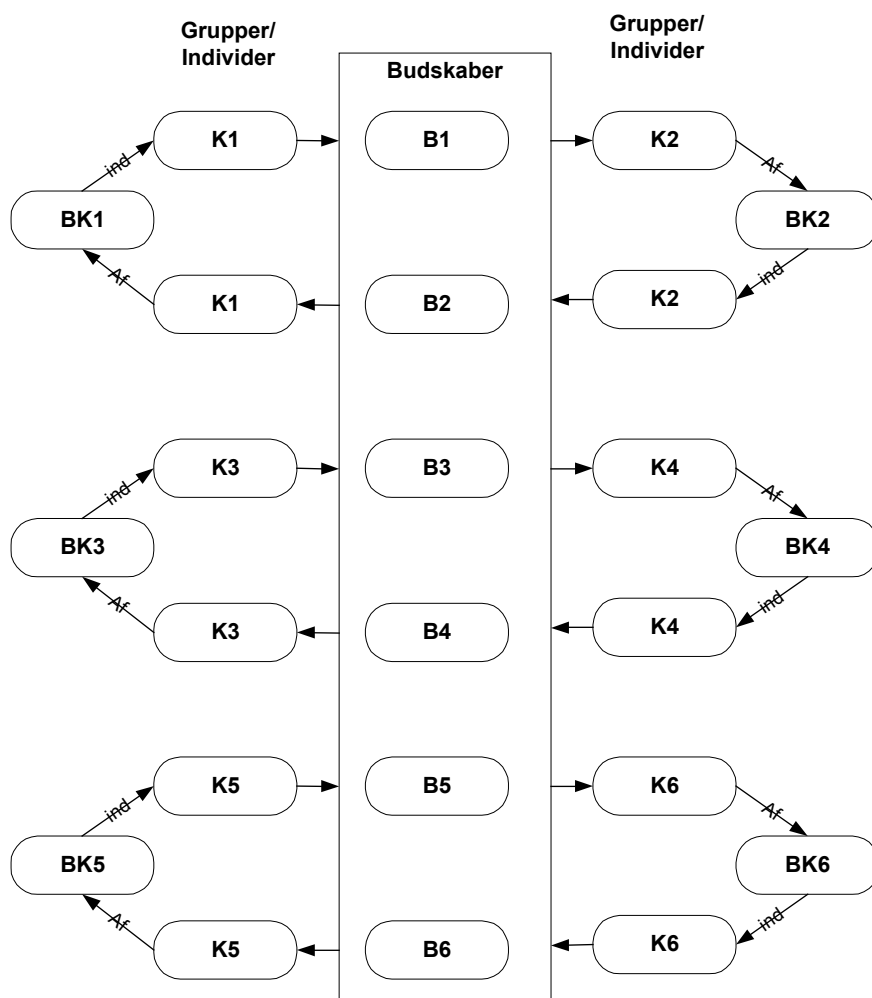 Grupper/
Individer
Budskaber
Grupper/
Individer
K1
B1
K2
ind
Af
BK1
BK2
Af
ind
K1
B2
K2
K3
B3
K4
ind
Af
BK3
BK4
Af
ind
K3
B4
K4
K5
B5
K6
ind
Af
BK5
BK6
Af
ind
K5
B6
K6